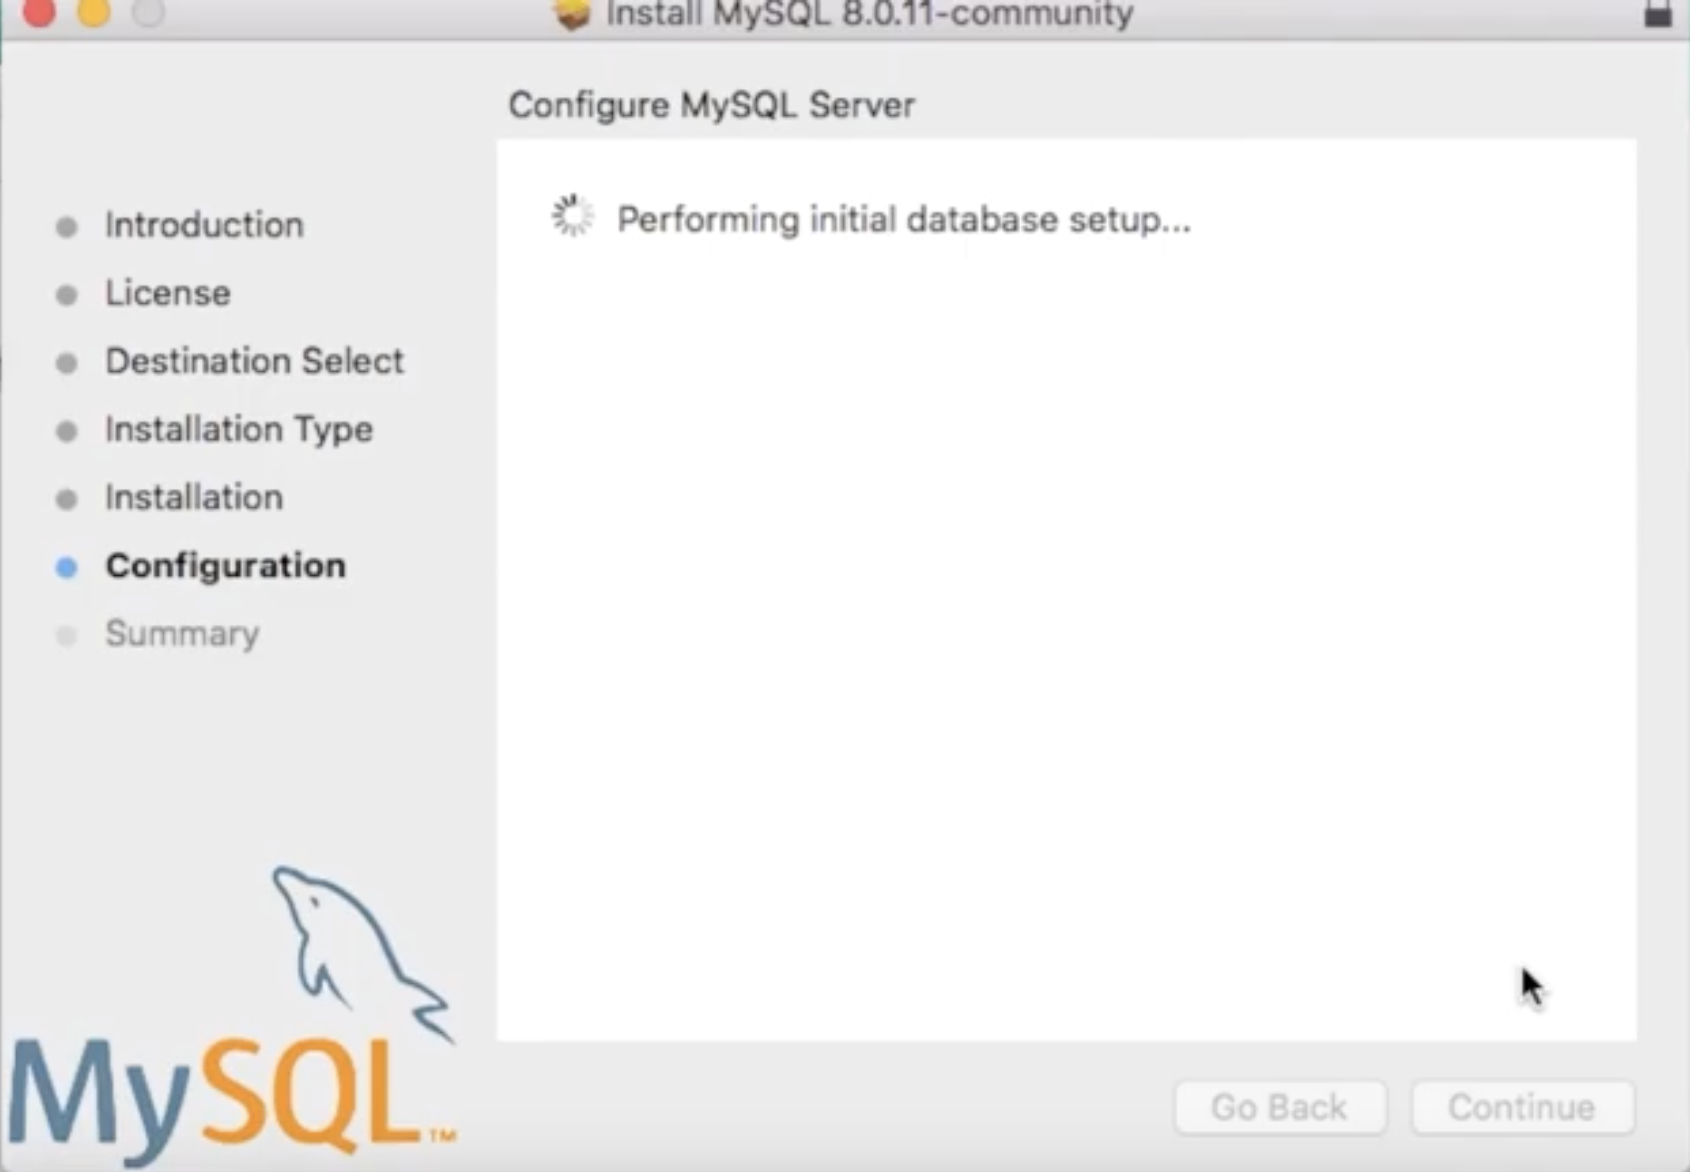 Install MySQL 8.0.11-community
Configure MySQL Server
Performing initial database setup...
Introduction
License
Destination Select
Installation Type
Installation
Configuration
Summary
MySQL™
Go Back
Continue